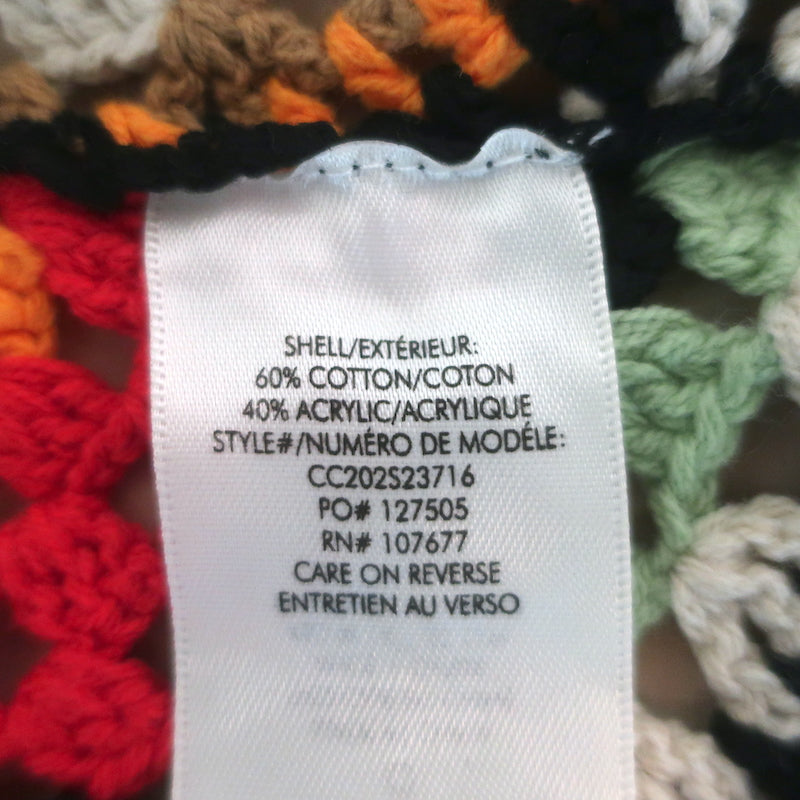 SHELL/EXTÉRIEUR:
60% COTTON/COTON
40% ACRYLIC/ACRYLIQUE
STYLE#/NUMÉRO DE MODÉLE:
CC202S23716
PO# 127505
RN# 107677
CARE ON REVERSE
ENTRETIEN AU VERSO